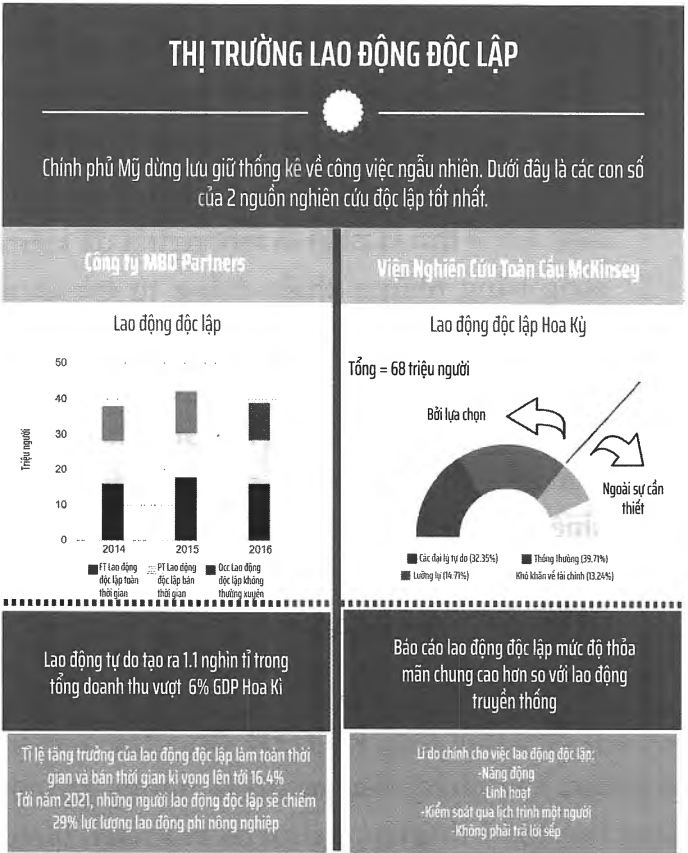 THỊ TRƯỜNG LAO ĐỘNG ĐỘC LẬP
Chính phủ Mỹ dừng lưu giữ thống kê về công việc ngẫu nhiên. Dưới đây là các con số
của 2 nguồn nghiên cứu độc lập tốt nhất.
Công ty MBO Partners
Lao động độc lập
50
40
30
20
10
0
Triệu người
2014
2015
2016
FT Lao động
độc lập toàn
thời gian
PT Lao động
độc lập bán
thời gian
Occ Lao động
độc lập không
thường xuyên
Lao động tự do tạo ra 1.1 nghìn tỉ trong
tổng doanh thu vượt 6% GDP Hoa Kì
Tỉ lệ tăng trưởng của lao động độc lập làm toàn thời
gian và bán thời gian kì vọng lên tới 16.4%
Tới năm 2021, những người lao động độc lập sẽ chiếm
29% lực lượng lao động phi nông nghiệp
Viện Nghiên Cứu Toàn Cầu McKinsey
Lao động độc lập Hoa Kỳ
Tổng = 68 triệu người
Bởi lựa chọn
Ngoài sự cần
thiết
Các đại lý tự do (32.35%)
Thông thường (39.71%)
Lưỡng lự (14.71%)
Khó khăn về tài chính (13.24%)
Báo cáo lao động độc lập mức độ thỏa
mãn chung cao hơn so với lao động
truyền thống
Lí do chính cho việc lao động độc lập:
-Năng động
-Linh hoạt
-Kiểm soát qua lịch trình một người
-Không phải trả lời sếp